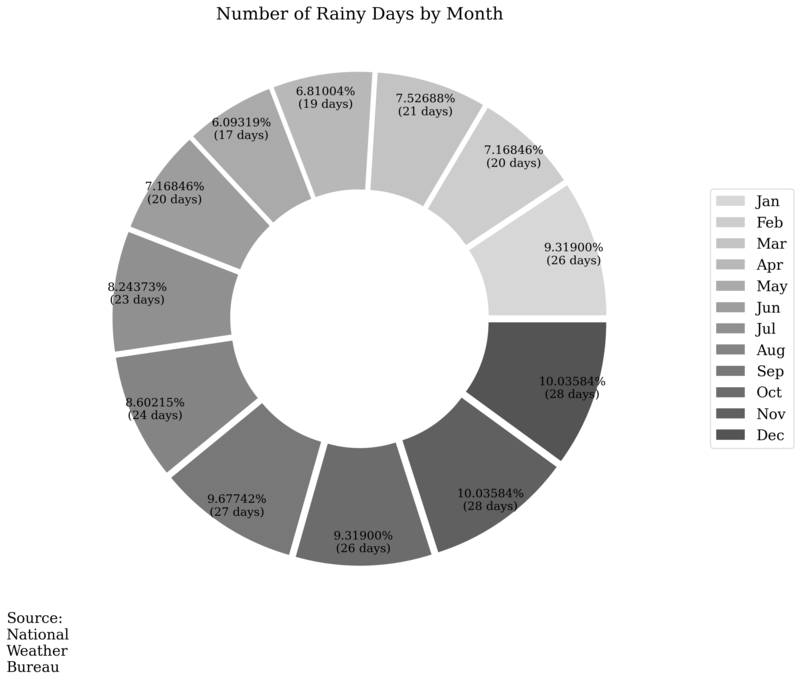 Number of Rainy Days by Month
6.81004%
(19 days)
7.52688%
(21 days)
6.09319%
(17 days)
7.16846%
(20 days)
7.16846%
(20 days)
9.31900%
(26 days)
8.24373%
(23 days)
10.03584%
(28 days)
8.60215%
(24 days)
9.67742%
(27 days)
10.03584%
(28 days)
9.31900%
(26 days)
Jan
Feb
Mar
Apr
May
Jun
Jul
Aug
Sep
Oct
Nov
Dec
Source:
National
Weather
Bureau